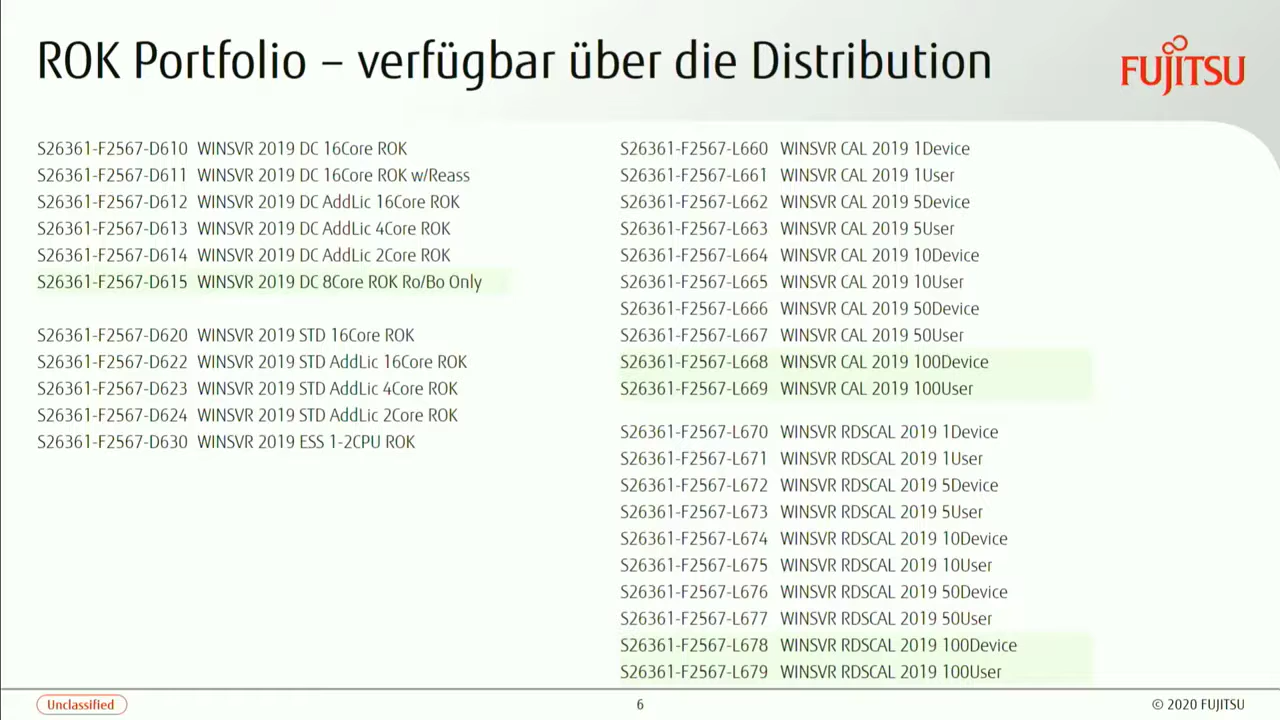 ROK Portfolio – verfügbar über die Distribution
FUJITSU
S26361-F2567-D610 WINSVR 2019 DC 16Core ROK
S26361-F2567-D611 WINSVR 2019 DC 16Core ROK w/Reass
S26361-F2567-D612 WINSVR 2019 DC AddLic 16Core ROK
S26361-F2567-D613 WINSVR 2019 DC AddLic 4Core ROK
S26361-F2567-D614 WINSVR 2019 DC AddLic 2Core ROK
S26361-F2567-D615 WINSVR 2019 DC 8Core ROK Ro/Bo Only
S26361-F2567-D620 WINSVR 2019 STD 16Core ROK
S26361-F2567-D622 WINSVR 2019 STD AddLic 16Core ROK
S26361-F2567-D623 WINSVR 2019 STD AddLic 4Core ROK
S26361-F2567-D624 WINSVR 2019 STD AddLic 2Core ROK
S26361-F2567-D630 WINSVR 2019 ESS 1-2CPU ROK
S26361-F2567-L660 WINSVR CAL 2019 1Device
S26361-F2567-L661 WINSVR CAL 2019 1User
S26361-F2567-L662 WINSVR CAL 2019 5Device
S26361-F2567-L663 WINSVR CAL 2019 5User
S26361-F2567-L664 WINSVR CAL 2019 10Device
S26361-F2567-L665 WINSVR CAL 2019 10User
S26361-F2567-L666 WINSVR CAL 2019 50Device
S26361-F2567-L667 WINSVR CAL 2019 50User
S26361-F2567-L668 WINSVR CAL 2019 100Device
S26361-F2567-L669 WINSVR CAL 2019 100User
S26361-F2567-L670 WINSVR RDSCAL 2019 1Device
S26361-F2567-L671 WINSVR RDSCAL 2019 1User
S26361-F2567-L672 WINSVR RDSCAL 2019 5Device
S26361-F2567-L673 WINSVR RDSCAL 2019 5User
S26361-F2567-L674 WINSVR RDSCAL 2019 10Device
S26361-F2567-L675 WINSVR RDSCAL 2019 10User
S26361-F2567-L676 WINSVR RDSCAL 2019 50Device
S26361-F2567-L677 WINSVR RDSCAL 2019 50User
S26361-F2567-L678 WINSVR RDSCAL 2019 100Device
S26361-F2567-L679 WINSVR RDSCAL 2019 100User
Unclassified
6
© 2020 FUJITSU